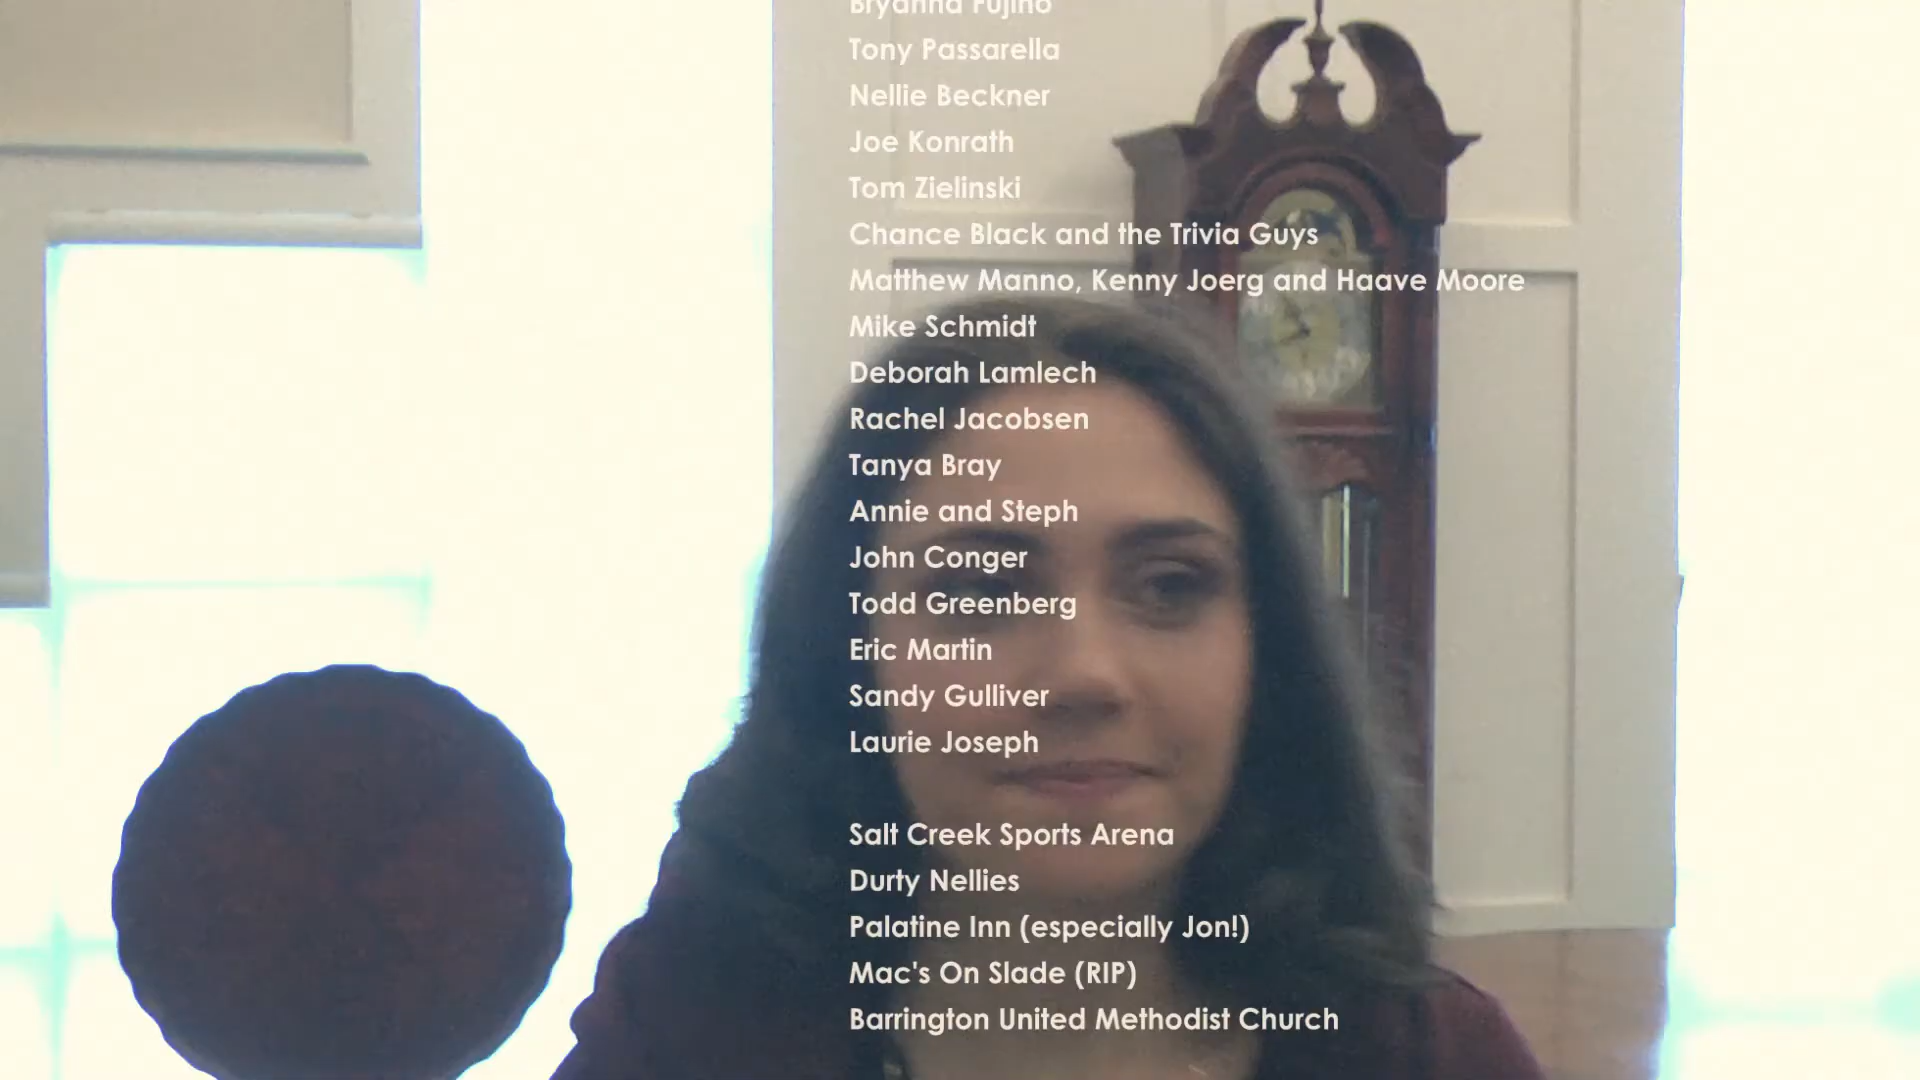 Bryanna Fujino
Tony Passarella
Nellie Beckner
Joe Konrath
Tom Zielinski
Chance Black and the Trivia Guys
Matthew Manno, Kenny Joerg and Haave Moore
Mike Schmidt
Deborah Lamlech
Rachel Jacobsen
Tanya Bray
Annie and Steph
John Conger
Todd Greenberg
Eric Martin
Sandy Gulliver
Laurie Joseph
Salt Creek Sports Arena
Durty Nellies
Palatine Inn (especially Jon!)
Mac's On Slade (RIP)
Barrington United Methodist Church